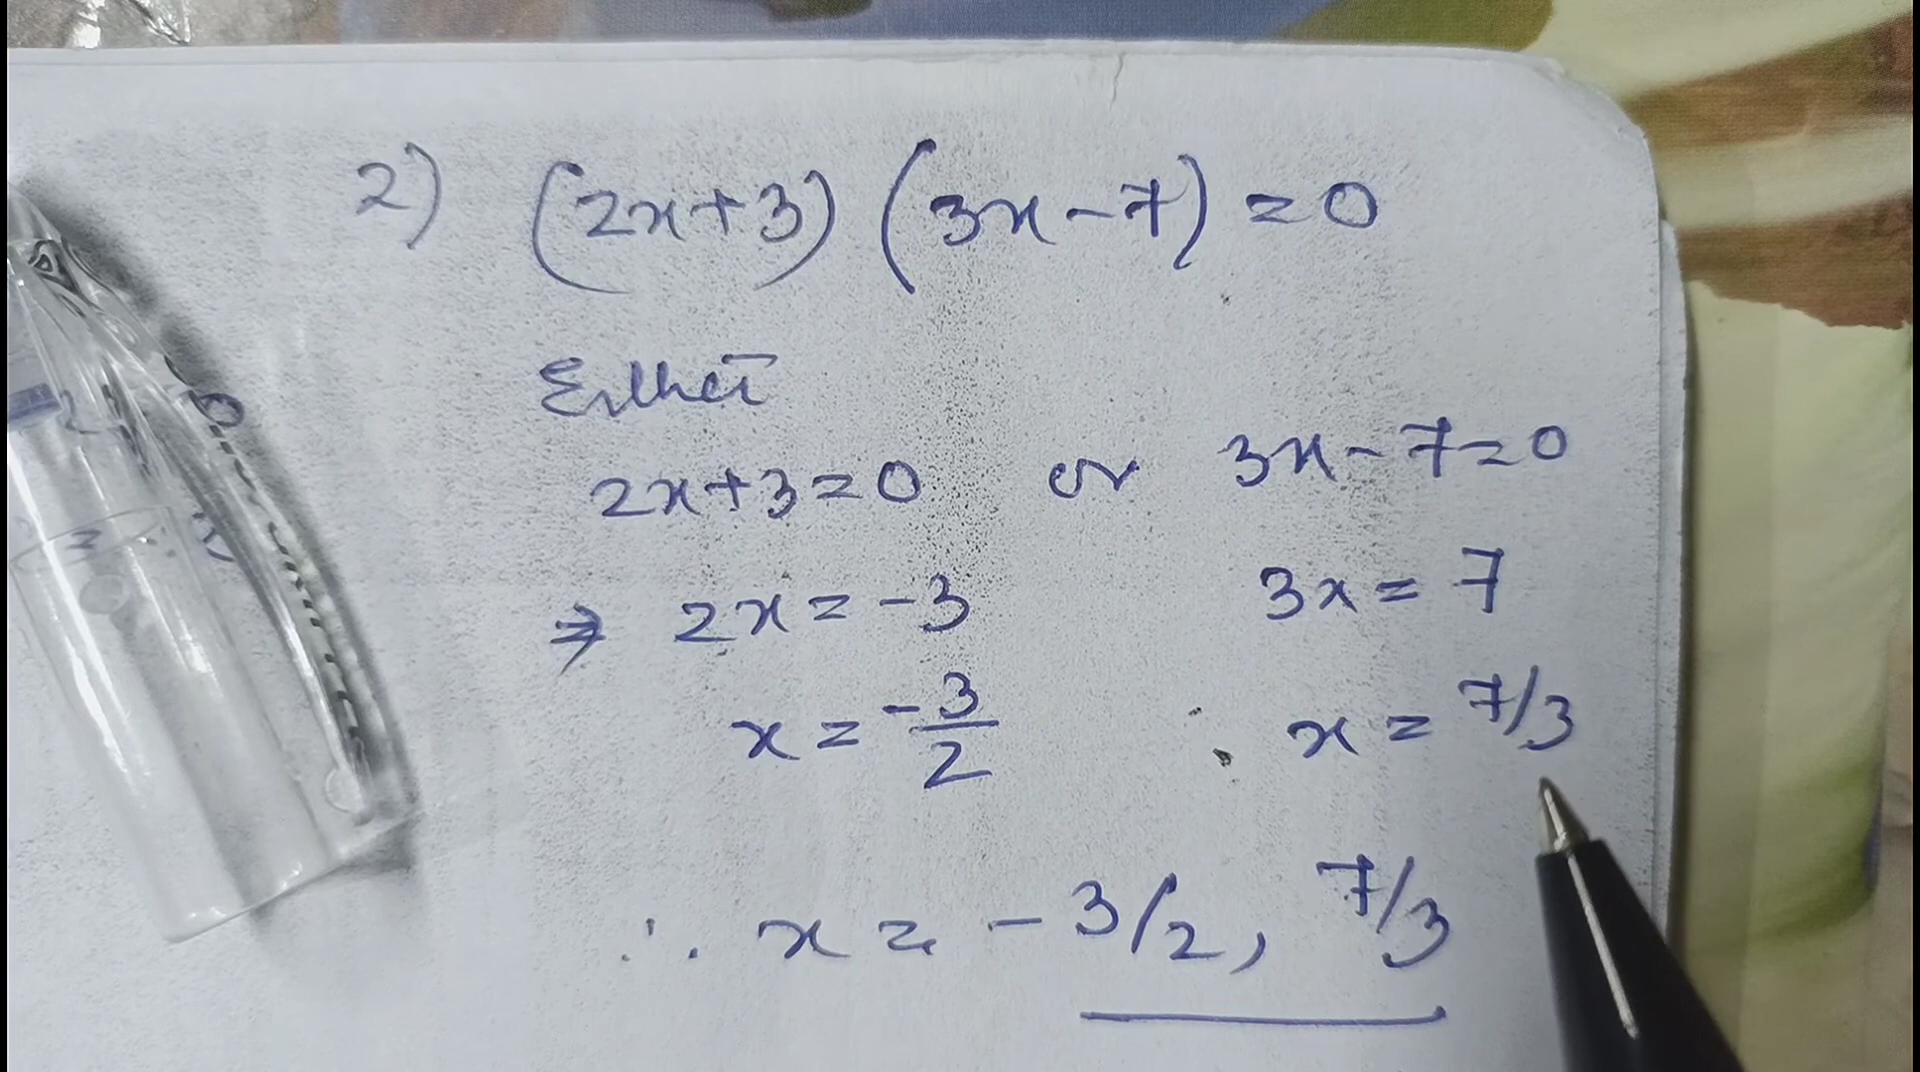 2) (2x+3) (3x-7) = 0
Either
2x+3=0 or 3x-7=0
⇒ 2x = -3 3x = 7
x = -3/2 x = 7/3
∴ x = -3/2, 7/3